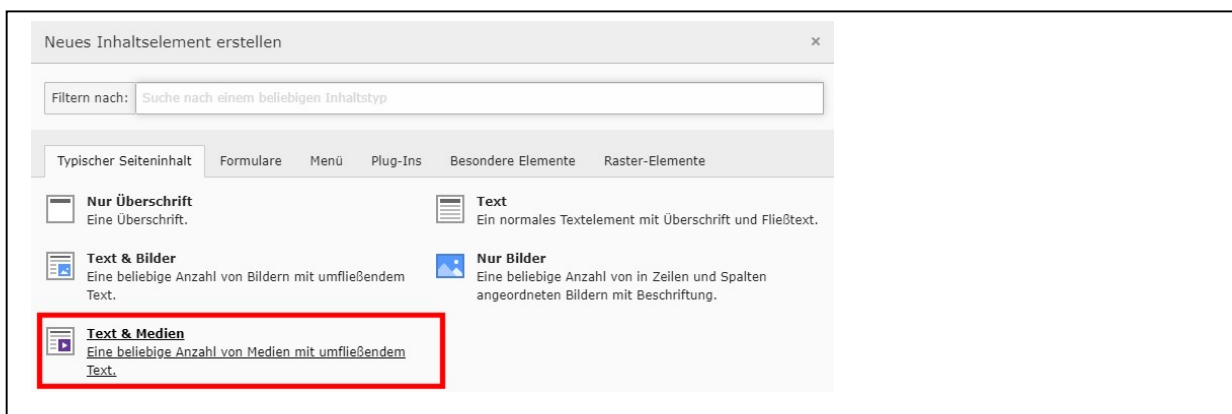 Neues Inhaltselement erstellen ×
Filtern nach: Suche nach einem beliebigen Inhaltstyp
Typischer Seiteninhalt Formulare Menü Plug-Ins Besondere Elemente Raster-Elemente
Nur Überschrift
Eine Überschrift.
Text
Ein normales Textelement mit Überschrift und Fließtext.
Text & Bilder
Eine beliebige Anzahl von Bildern mit umfließendem
Text.
Nur Bilder
Eine beliebige Anzahl von in Zeilen und Spalten
angeordneten Bildern mit Beschriftung.
Text & Medien
Eine beliebige Anzahl von Medien mit umfließendem
Text.